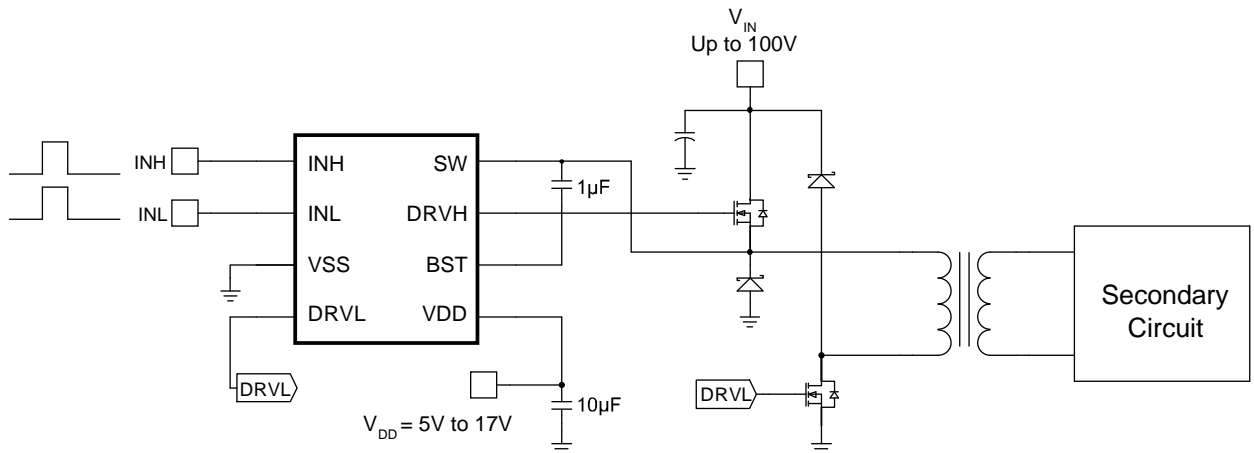 V_IN
Up to 100V
INH
INH
SW
1µF
INL
INL
DRVH
VSS
BST
DRVL
VDD
DRVL
10µF
V_DD = 5V to 17V
DRVL
Secondary
Circuit